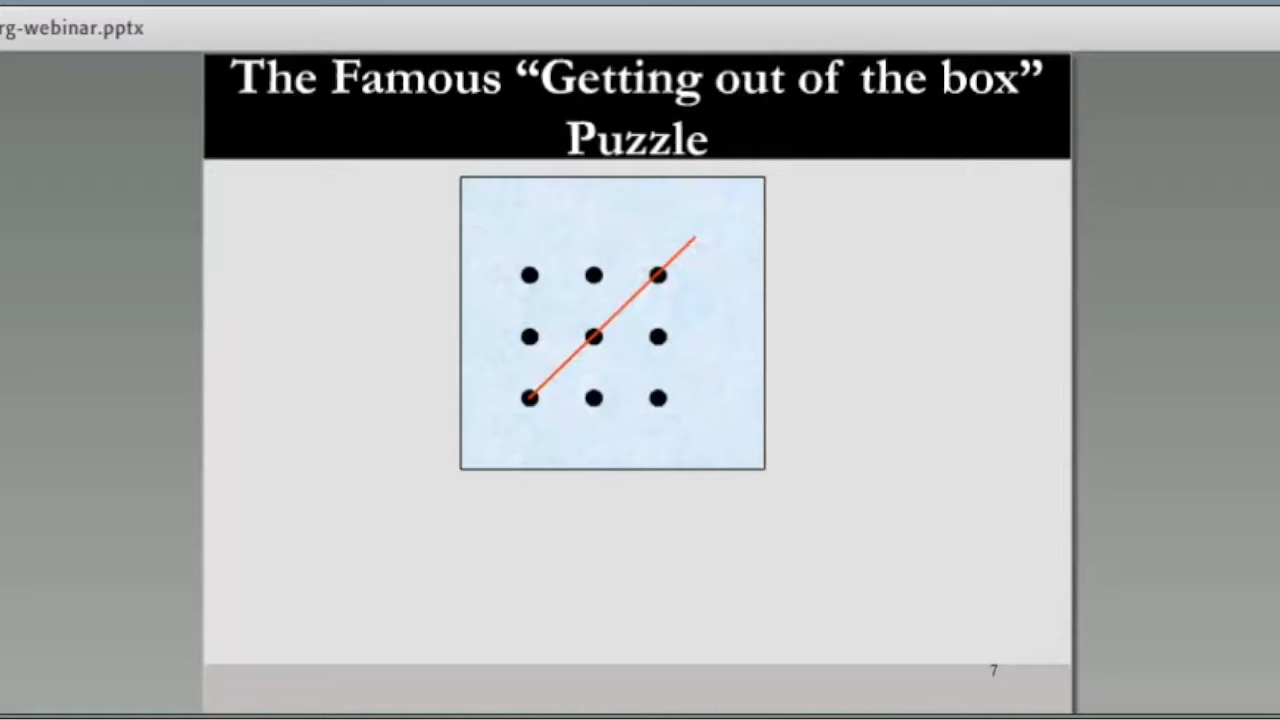 rg-webinar.pptx
The Famous “Getting out of the box”
Puzzle
7